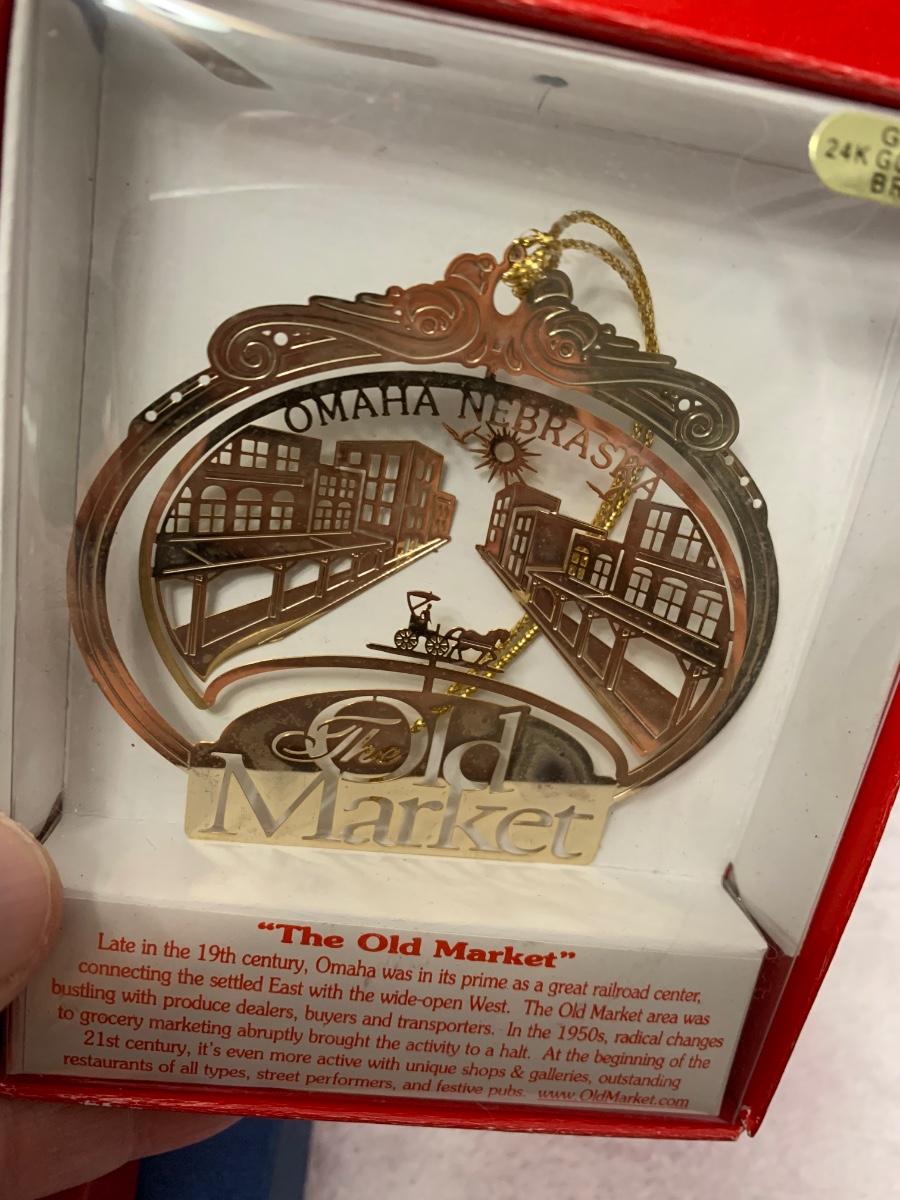 24K
OMAHA NEBRASKA
The Old
Market
“The Old Market”
Late in the 19th century, Omaha was in its prime as a great railroad center,
connecting the settled East with the wide-open West. The Old Market area was
bustling with produce dealers, buyers and transporters. In the 1950s, radical changes
to grocery marketing abruptly brought the activity to a halt. At the beginning of the
21st century, it’s even more active with unique shops & galleries, outstanding
restaurants of all types, street performers, and festive pubs. www.OldMarket.com